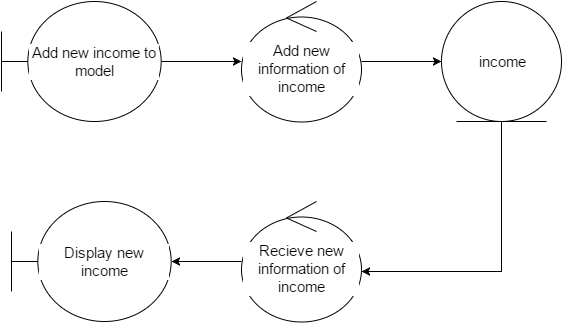 Add new income to
model
Add new
information of
income
income
Display new
income
Recieve new
information of
income